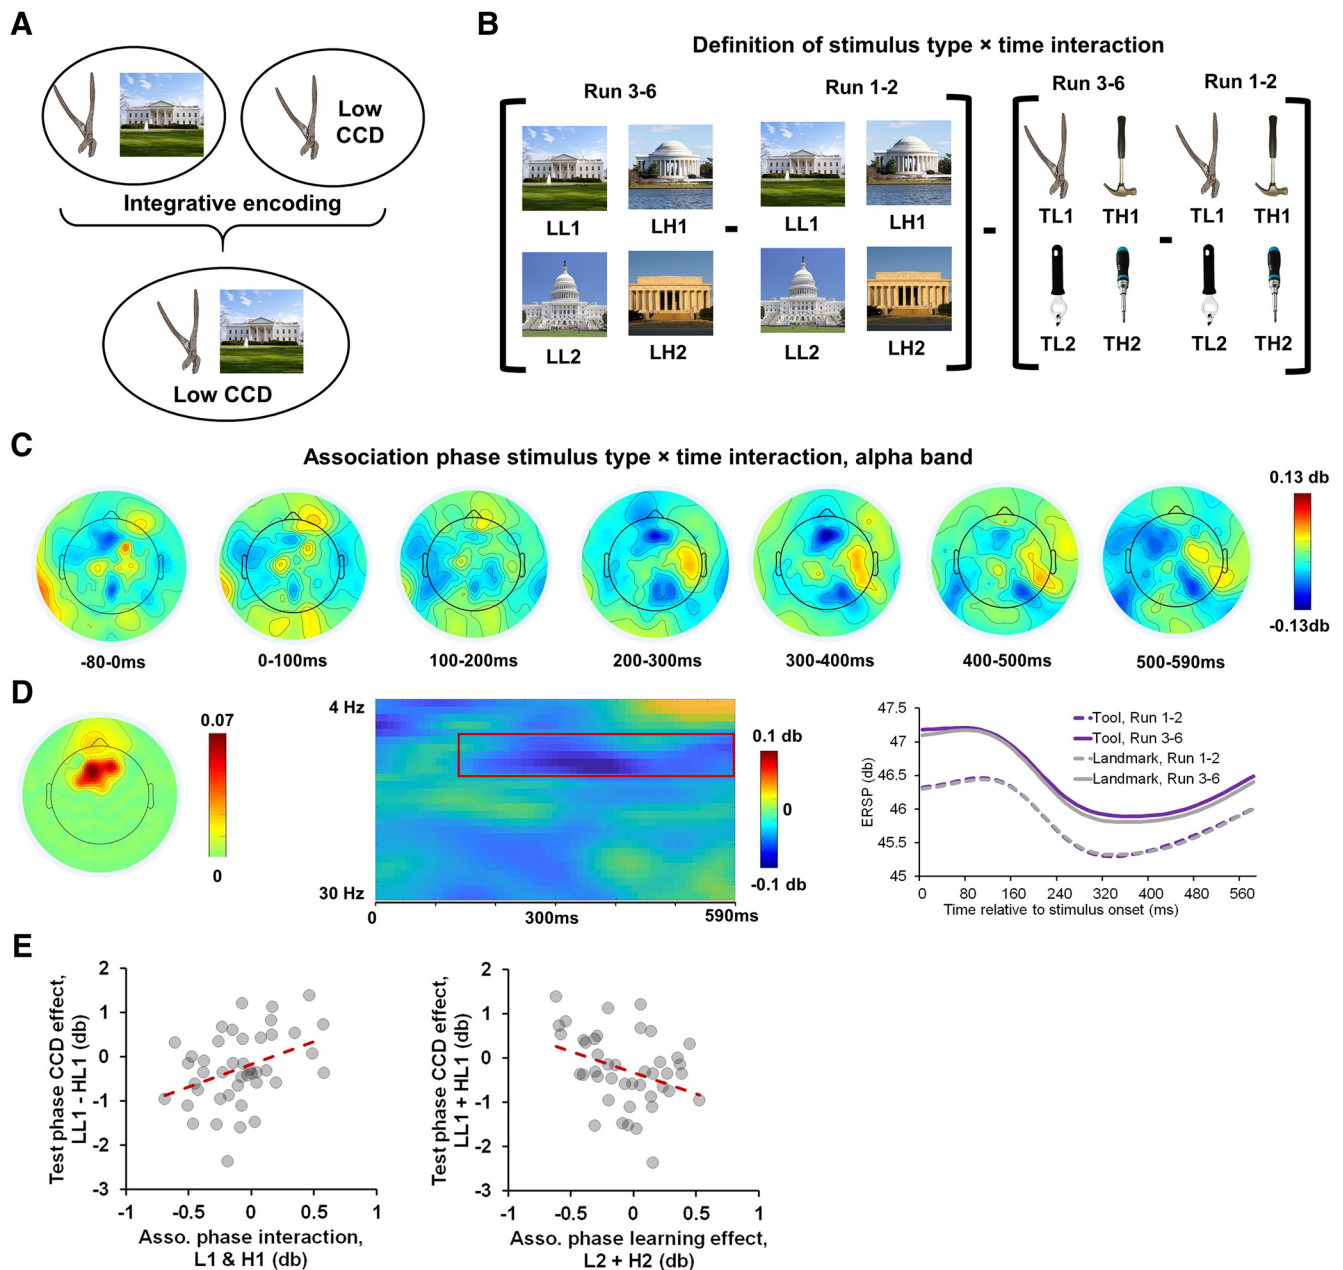 A
Low
CCD
Integrative encoding
Low CCD
B
Definition of stimulus type × time interaction
Run 3-6
Run 1-2
Run 3-6
Run 1-2
LL1
LH1
-
LL1
LH1
-
TL1
TH1
-
TL1
TH1
LL2
LH2
LL2
LH2
TL2
TH2
TL2
TH2
C
Association phase stimulus type × time interaction, alpha band
0.13 db
-0.13db
-80-0ms
0-100ms
100-200ms
200-300ms
300-400ms
400-500ms
500-590ms
D
0.07
0
4 Hz
30 Hz
0
300ms
590ms
0.1 db
0
-0.1 db
47.5
47
46.5
46
45.5
45
ERSP (db)
Tool, Run 1-2
Tool, Run 3-6
Landmark, Run 1-2
Landmark, Run 3-6
0
80
160
240
320
400
480
560
Time relative to stimulus onset (ms)
E
Test phase CCD effect,
LL1 - HL1 (db)
2
1
0
-1
-2
-3
-1
-0.5
0
0.5
1
Asso. phase interaction,
L1 & H1 (db)
Test phase CCD effect,
LL1 + HL1 (db)
2
1
0
-1
-2
-3
-1
-0.5
0
0.5
1
Asso. phase learning effect,
L2 + H2 (db)